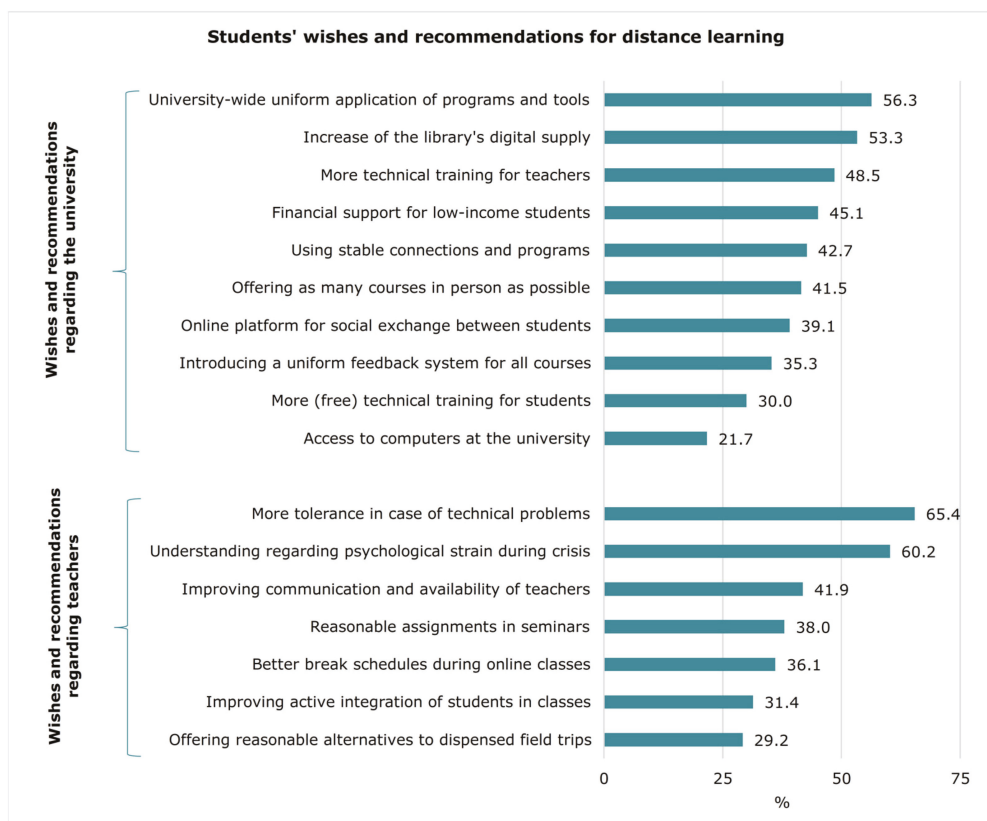 Students' wishes and recommendations for distance learning
Wishes and recommendations
regarding the university
University-wide uniform application of programs and tools 56.3
Increase of the library's digital supply 53.3
More technical training for teachers 48.5
Financial support for low-income students 45.1
Using stable connections and programs 42.7
Offering as many courses in person as possible 41.5
Online platform for social exchange between students 39.1
Introducing a uniform feedback system for all courses 35.3
More (free) technical training for students 30.0
Access to computers at the university 21.7
Wishes and recommendations
regarding teachers
More tolerance in case of technical problems 65.4
Understanding regarding psychological strain during crisis 60.2
Improving communication and availability of teachers 41.9
Reasonable assignments in seminars 38.0
Better break schedules during online classes 36.1
Improving active integration of students in classes 31.4
Offering reasonable alternatives to dispensed field trips 29.2
0 25 50 75
%